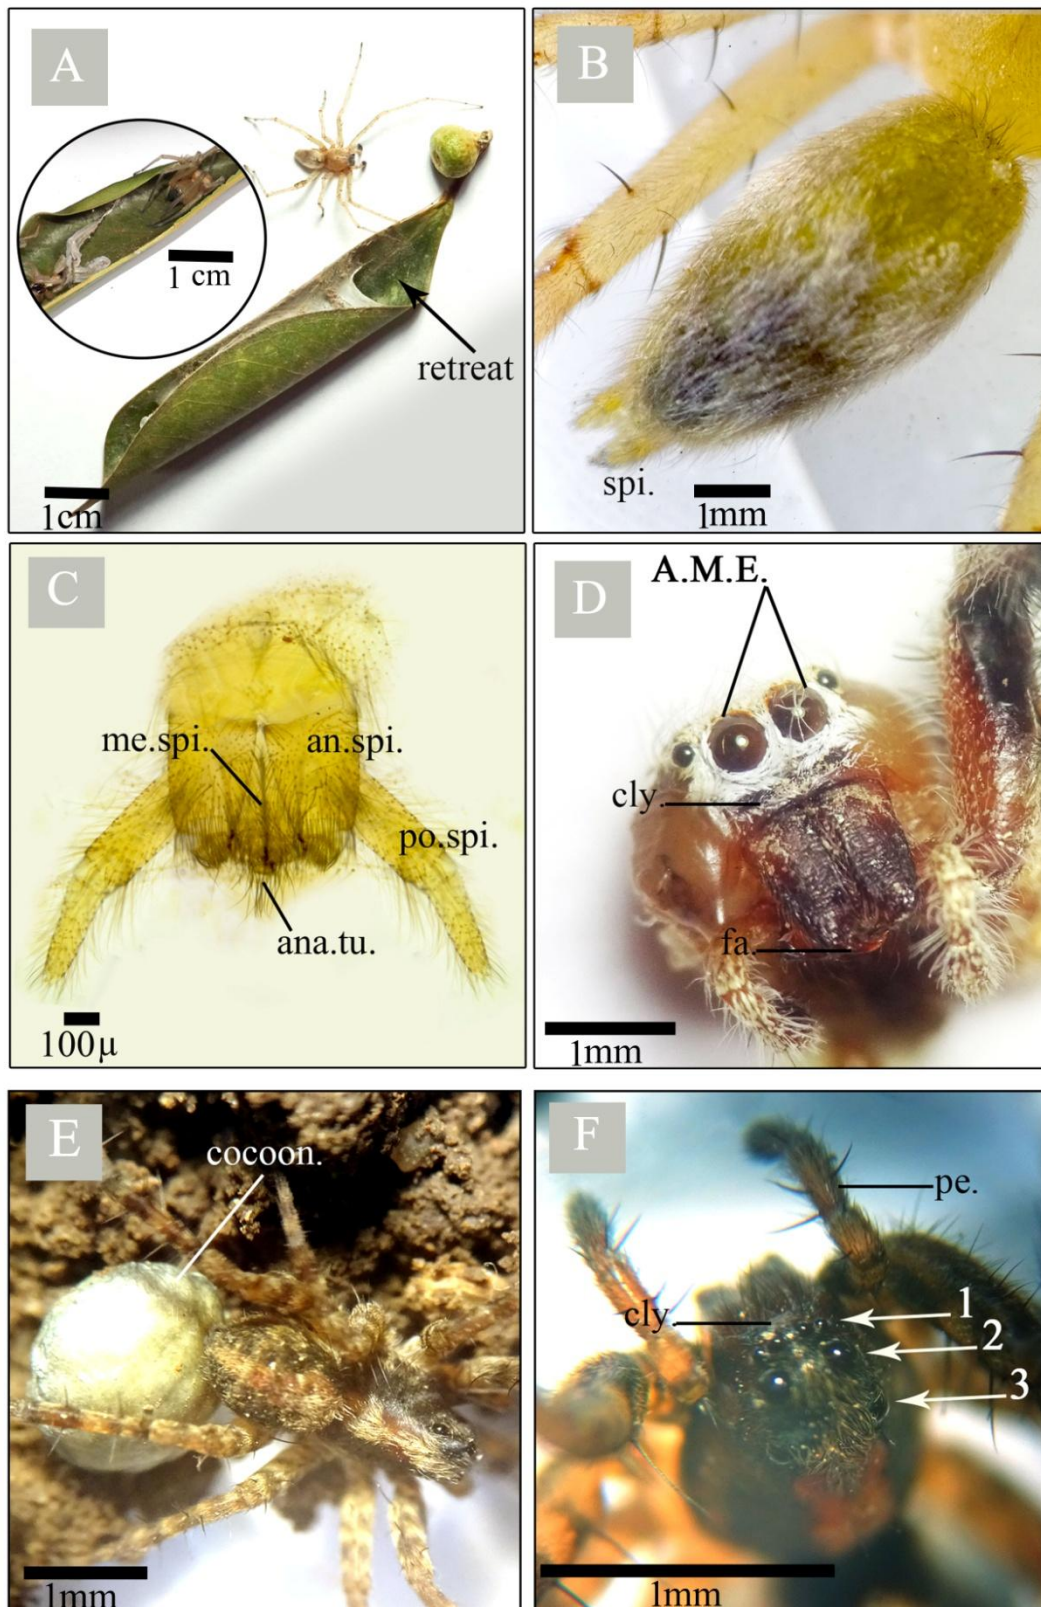 A
1 cm
retreat
1cm
B
spi.
1mm
C
me.spi.
an.spi.
po.spi.
ana.tu.
100µ
D
A.M.E.
cly.
fa.
1mm
E
cocoon.
1mm
F
pe.
cly.
1
2
3
1mm